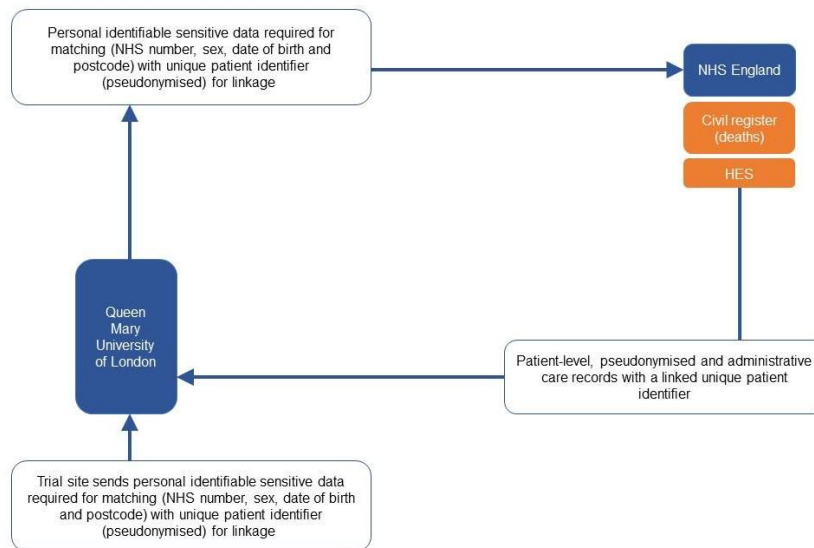 Personal identifiable sensitive data required for
matching (NHS number, sex, date of birth and
postcode) with unique patient identifier
(pseudonymised) for linkage
NHS England
Civil register
(deaths)
HES
Queen
Mary
University
of London
Patient-level, pseudonymised and administrative
care records with a linked unique patient
identifier
Trial site sends personal identifiable sensitive data
required for matching (NHS number, sex, date of birth
and postcode) with unique patient identifier
(pseudonymised) for linkage